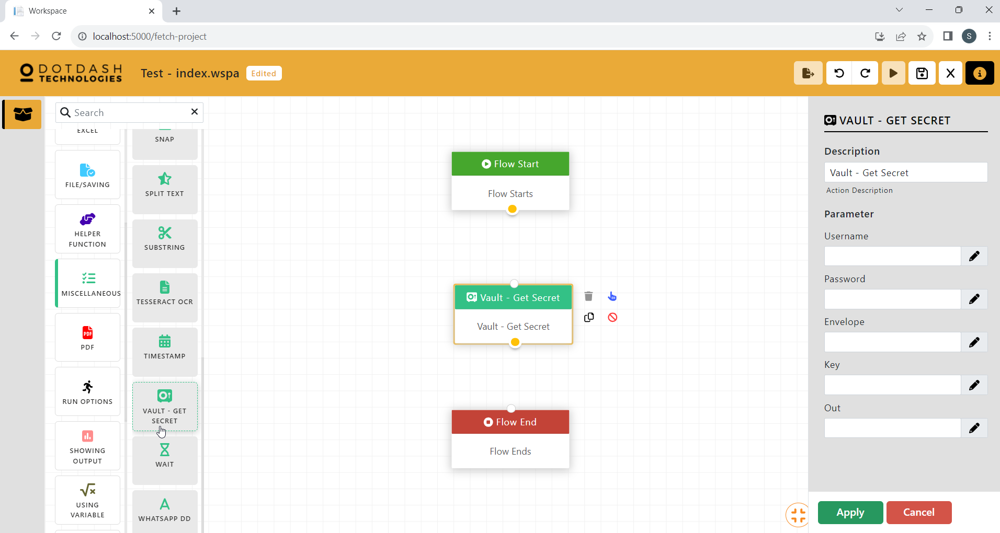 Workspace
localhost:5000/fetch-project
S
DOTDASH
TECHNOLOGIES
Test - index.wspa
Edited
Search
EXCEL
FILE/SAVING
HELPER
FUNCTION
MISCELLANEOUS
PDF
PDF
RUN OPTIONS
SHOWING
OUTPUT
USING
VARIABLE
SNAP
SPLIT TEXT
SUBSTRING
TESSERACT OCR
TIMESTAMP
VAULT - GET
SECRET
WAIT
WHATSAPP DD
Flow Start
Flow Starts
Vault - Get Secret
Vault - Get Secret
Flow End
Flow Ends
VAULT - GET SECRET
Description
Vault - Get Secret
Action Description
Parameter
Username
Password
Envelope
Key
Out
Apply
Cancel